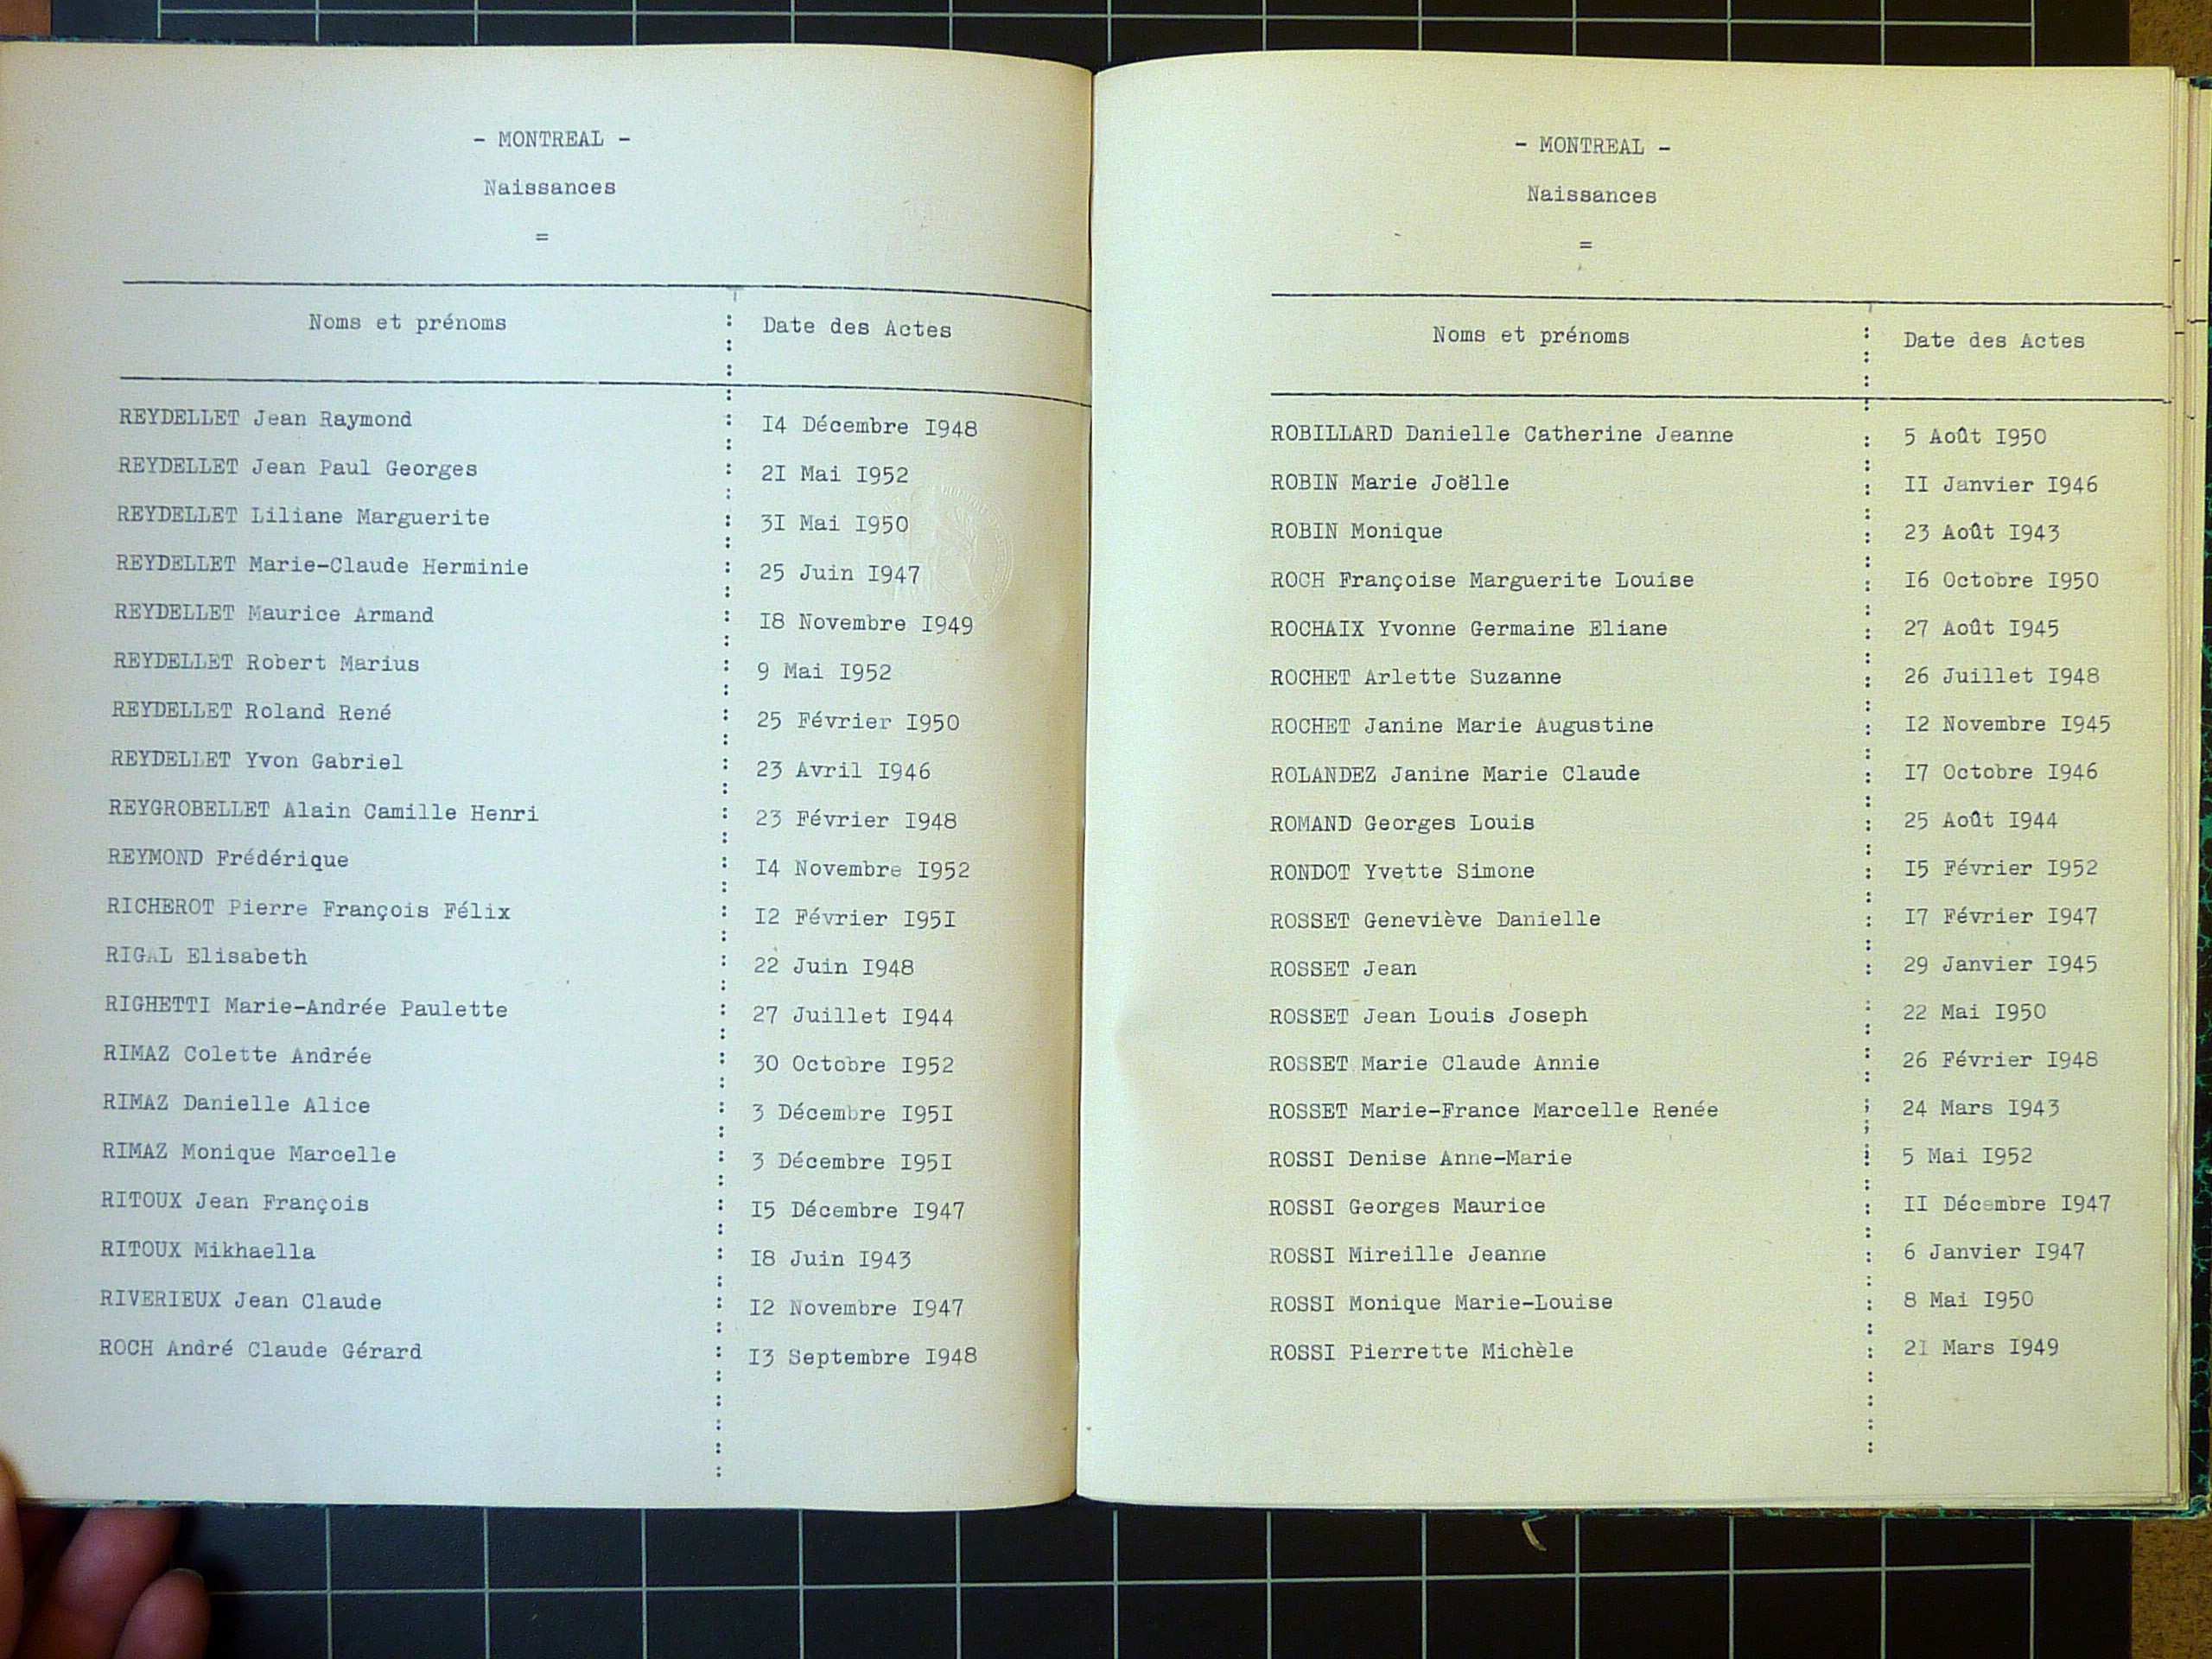 - MONTREAL -
Naissances
=
Noms et prénoms : Date des Actes
REYDELLET Jean Raymond : I4 Décembre I948
REYDELLET Jean Paul Georges : 2I Mai I952
REYDELLET Liliane Marguerite : 3I Mai I950
REYDELLET Marie-Claude Herminie : 25 Juin I947
REYDELLET Maurice Armand : I8 Novembre I949
REYDELLET Robert Marius : 9 Mai I952
REYDELLET Roland René : 25 Février I950
REYDELLET Yvon Gabriel : 23 Avril I946
REYGROBELLET Alain Camille Henri : 23 Février I948
REYMOND Frédérique : I4 Novembre I952
RICHEROT Pierre François Félix : I2 Février I95I
RIGAL Elisabeth : 22 Juin I948
RIGHETTI Marie-Andrée Paulette : 27 Juillet I944
RIMAZ Colette Andrée : 30 Octobre I952
RIMAZ Danielle Alice : 3 Décembre I95I
RIMAZ Monique Marcelle : 3 Décembre I95I
RITOUX Jean François : I5 Décembre I947
RITOUX Mikhaella : I8 Juin I943
RIVERIEUX Jean Claude : I2 Novembre I947
ROCH André Claude Gérard : I3 Septembre I948
- MONTREAL -
Naissances
=
Noms et prénoms : Date des Actes
ROBILLARD Danielle Catherine Jeanne : 5 Août I950
ROBIN Marie Joëlle : II Janvier I946
ROBIN Monique : 23 Août I943
ROCH Françoise Marguerite Louise : I6 Octobre I950
ROCHAIX Yvonne Germaine Eliane : 27 Août I945
ROCHET Arlette Suzanne : 26 Juillet I948
ROCHET Janine Marie Augustine : I2 Novembre I945
ROLANDEZ Janine Marie Claude : I7 Octobre I946
ROMAND Georges Louis : 25 Août I944
RONDOT Yvette Simone : I5 Février I952
ROSSET Geneviève Danielle : I7 Février I947
ROSSET Jean : 29 Janvier I945
ROSSET Jean Louis Joseph : 22 Mai I950
ROSSET Marie Claude Annie : 26 Février I948
ROSSET Marie-France Marcelle Renée ; 24 Mars I943
ROSSI Denise Anne-Marie : 5 Mai I952
ROSSI Georges Maurice : II Décembre I947
ROSSI Mireille Jeanne : 6 Janvier I947
ROSSI Monique Marie-Louise : 8 Mai I950
ROSSI Pierrette Michèle : 2I Mars I949